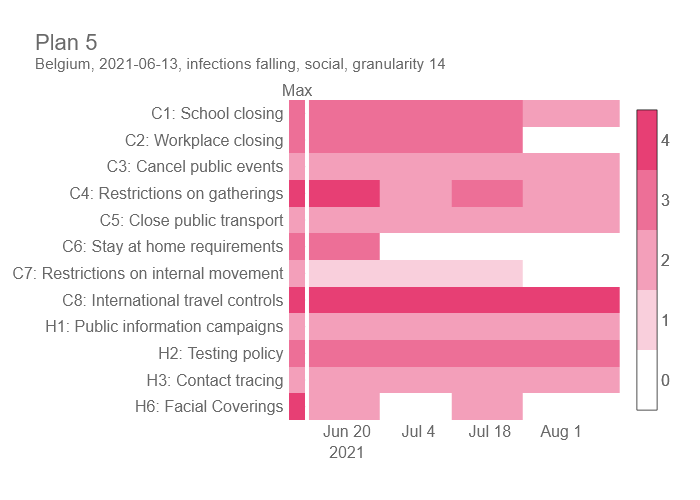 Plan 5
Belgium, 2021-06-13, infections falling, social, granularity 14
Max
C1: School closing
C2: Workplace closing
C3: Cancel public events
C4: Restrictions on gatherings
C5: Close public transport
C6: Stay at home requirements
C7: Restrictions on internal movement
C8: International travel controls
H1: Public information campaigns
H2: Testing policy
H3: Contact tracing
H6: Facial Coverings
Jun 20 Jul 4 Jul 18 Aug 1
2021
4
3
2
1
0